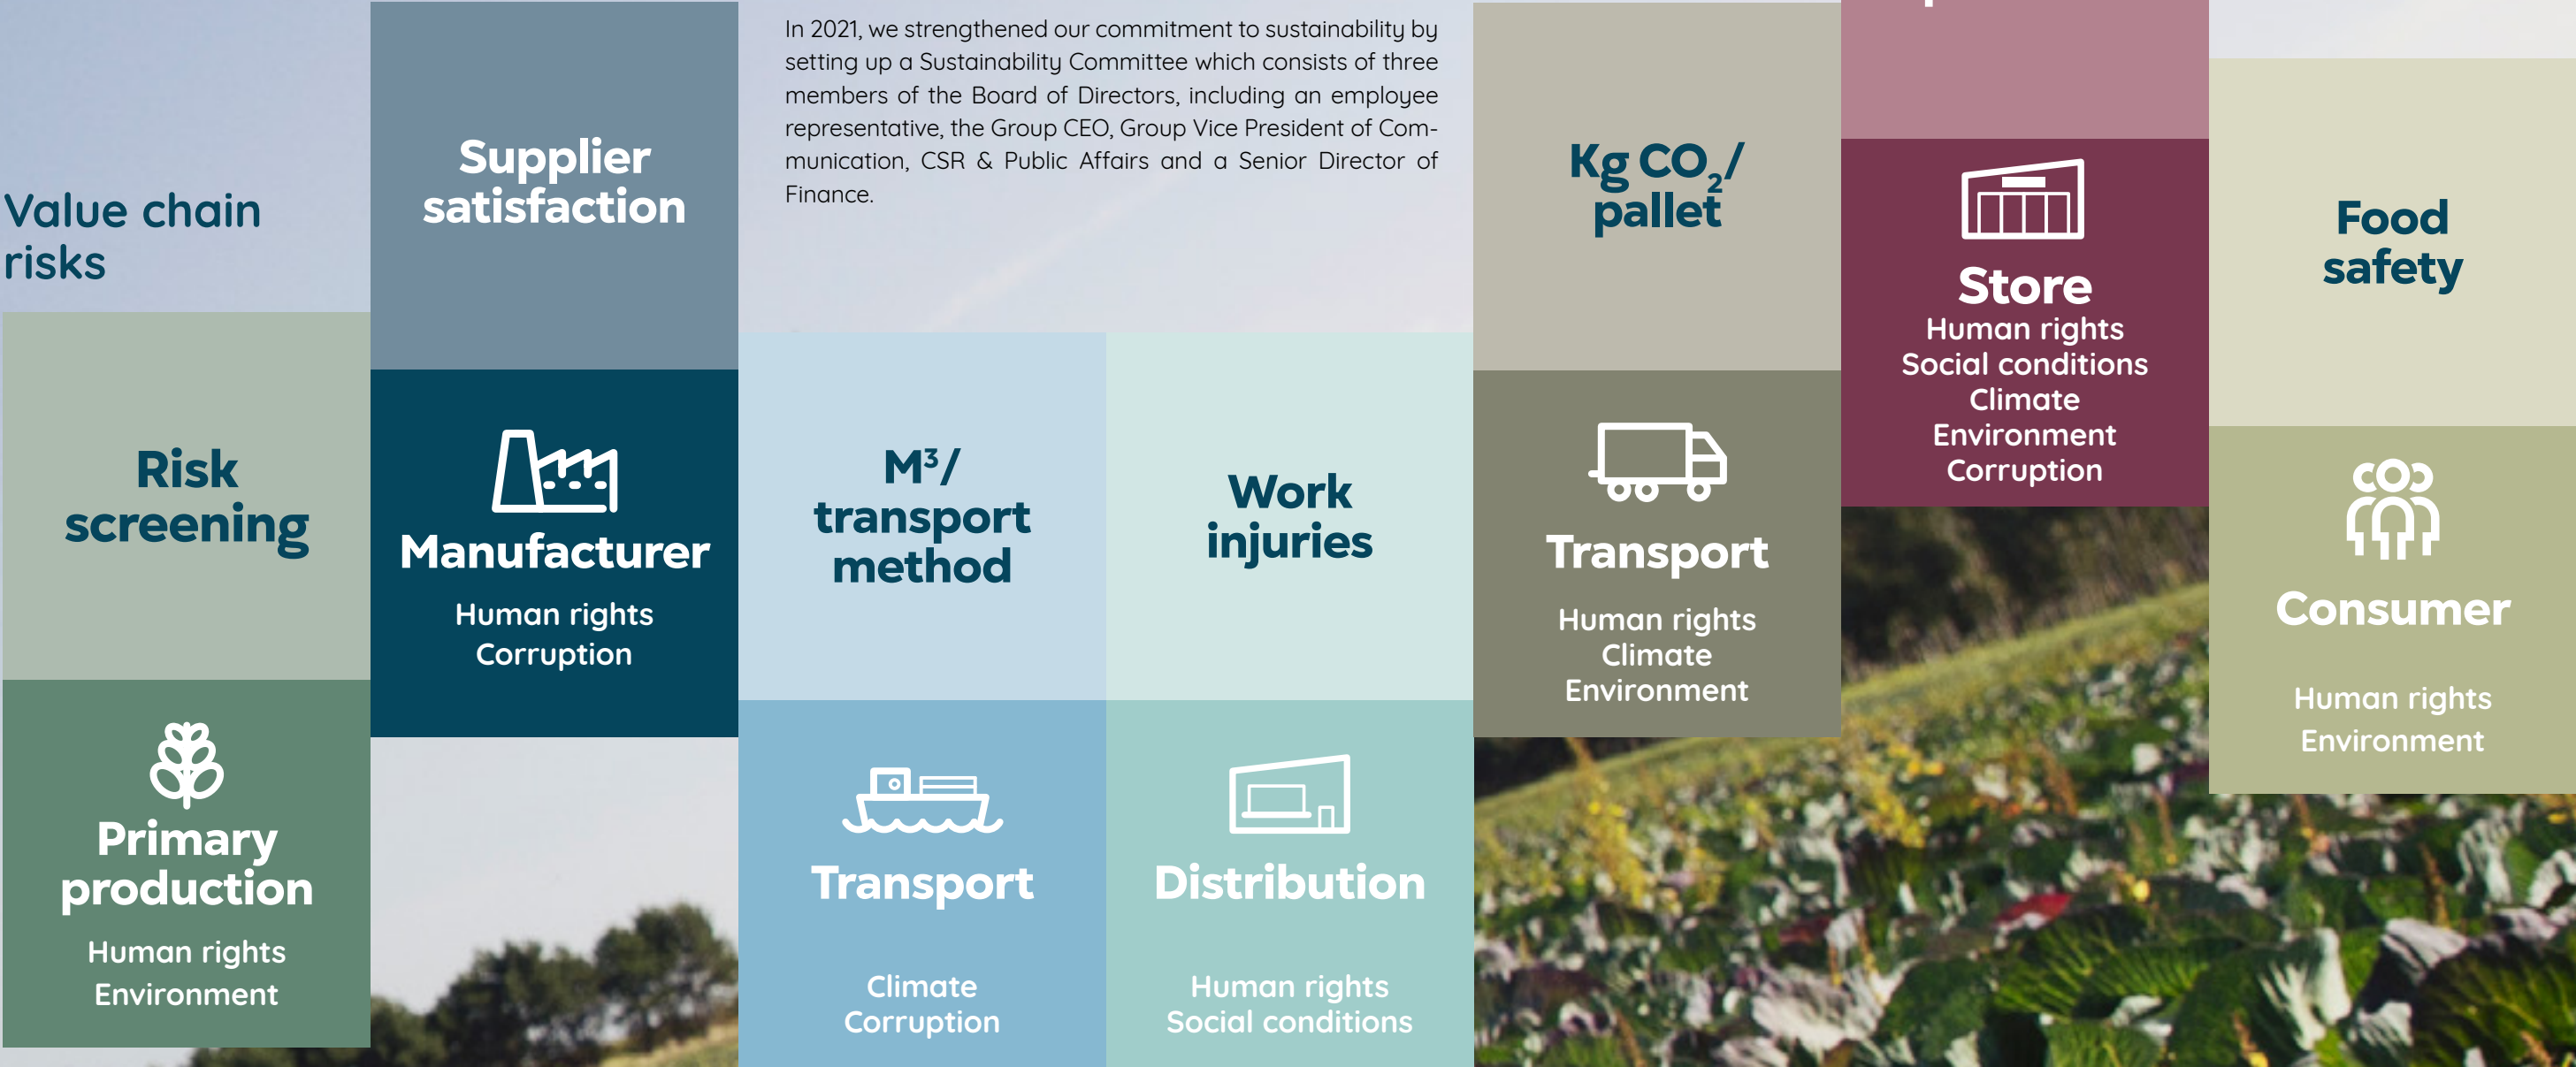 In 2021, we strengthened our commitment to sustainability by
setting up a Sustainability Committee which consists of three
members of the Board of Directors, including an employee
representative, the Group CEO, Group Vice President of Com-
munication, CSR & Public Affairs and a Senior Director of
Finance.
Value chain
risks
Risk
screening
Primary
production
Human rights
Environment
Supplier
satisfaction
Manufacturer
Human rights
Corruption
M³/
transport
method
Transport
Climate
Corruption
Work
injuries
Distribution
Human rights
Social conditions
Kg CO₂/
pallet
Transport
Human rights
Climate
Environment
Store
Human rights
Social conditions
Climate
Environment
Corruption
Food
safety
Consumer
Human rights
Environment